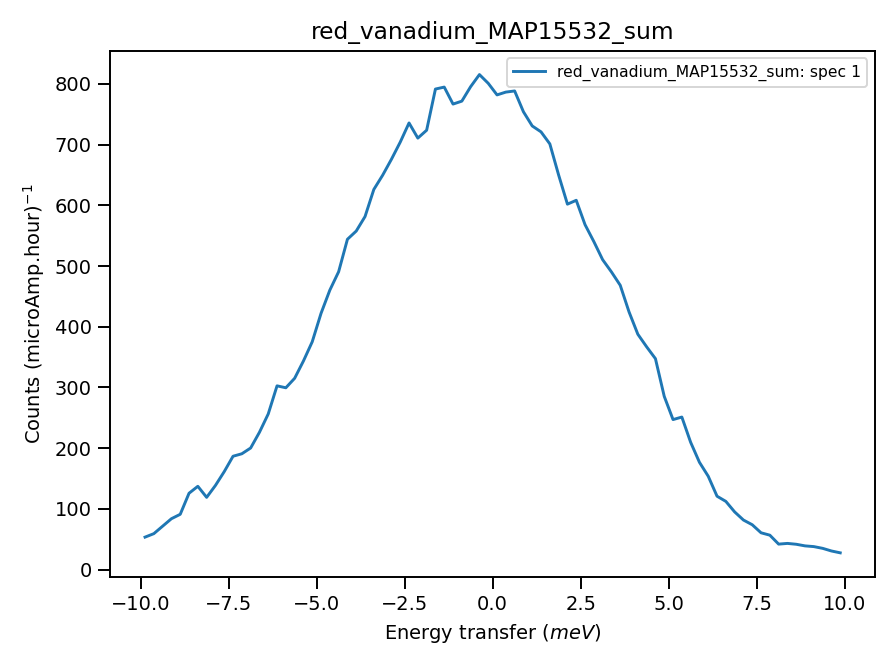 red_vanadium_MAP15532_sum
red_vanadium_MAP15532_sum: spec 1
Counts (microAmp.hour)⁻¹
800
700
600
500
400
300
200
100
0
−10.0 −7.5 −5.0 −2.5 0.0 2.5 5.0 7.5 10.0
Energy transfer (meV)